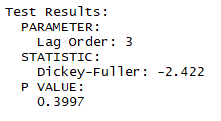 Test Results:
PARAMETER:
Lag Order: 3
STATISTIC:
Dickey-Fuller: -2.422
P VALUE:
0.3997